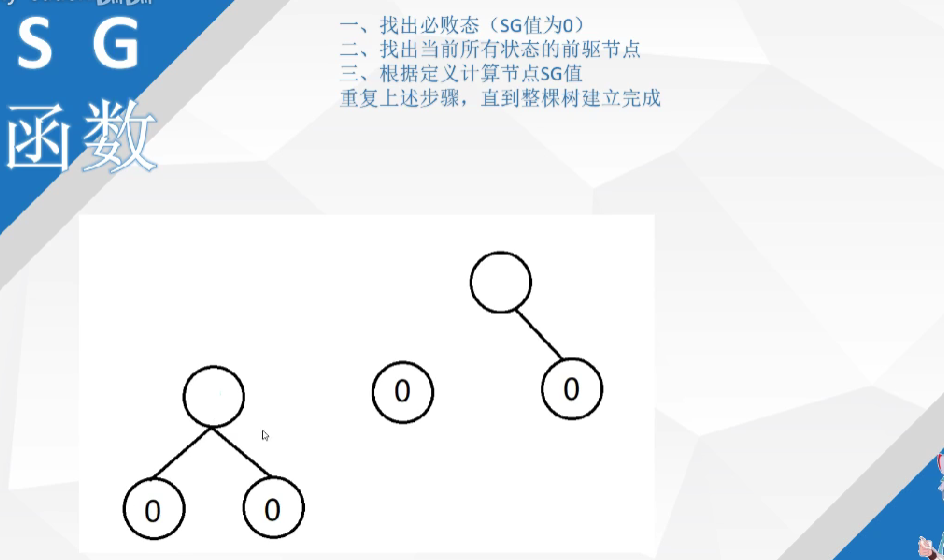 S G
函数
一、找出必败态（SG值为0）
二、找出当前所有状态的前驱节点
三、根据定义计算节点SG值
重复上述步骤，直到整棵树建立完成
0
0
0 0